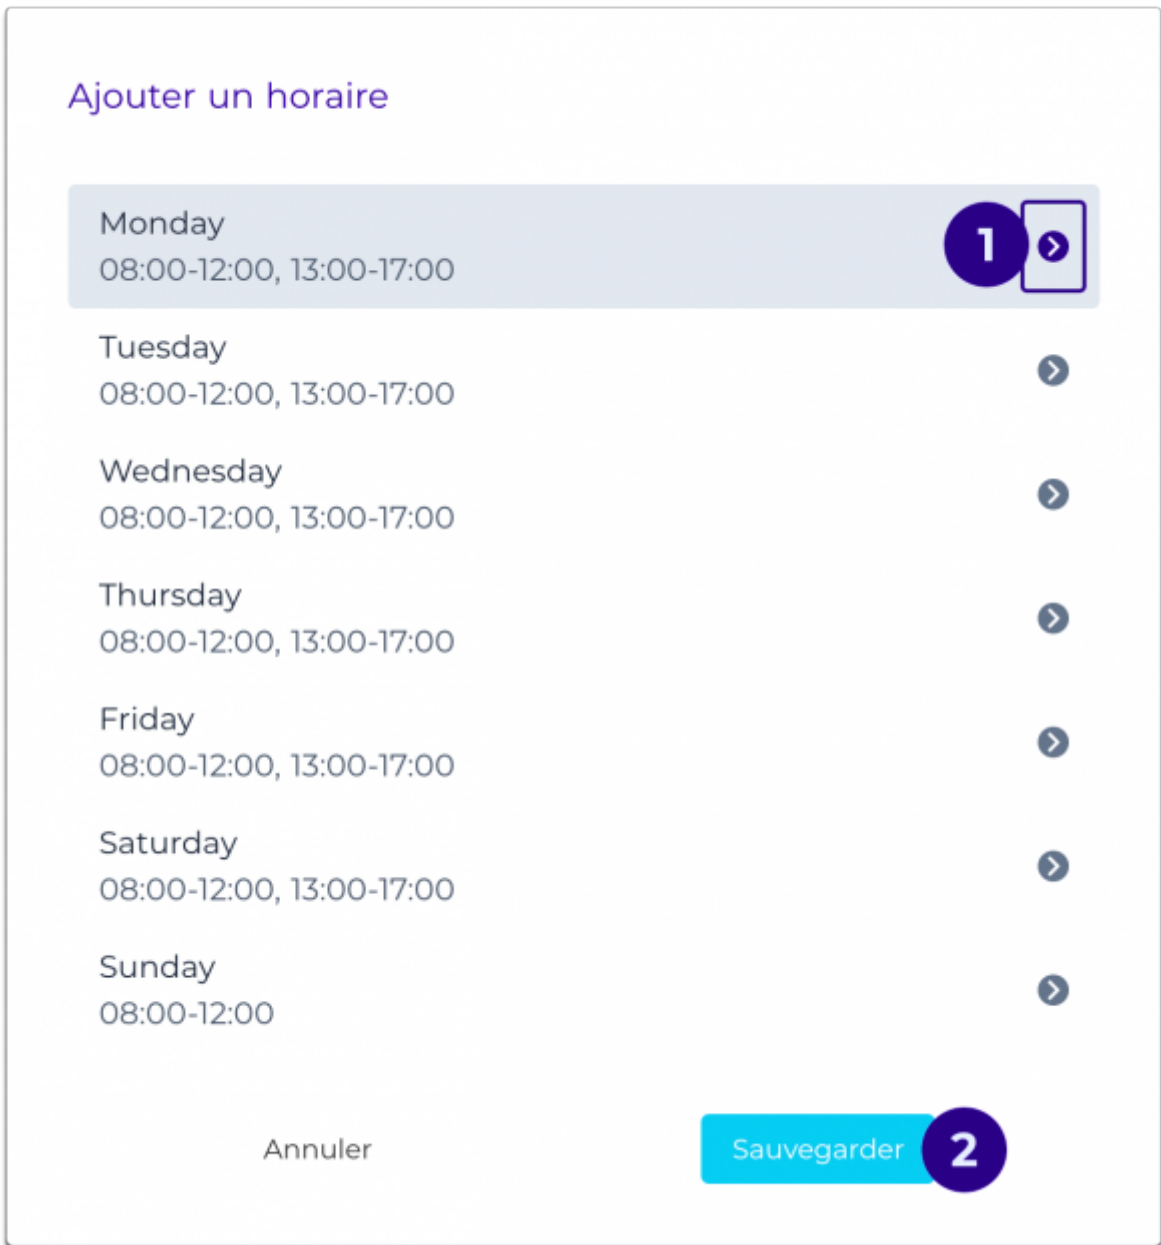 Ajouter un horaire
Monday
1
08:00-12:00, 13:00-17:00
Tuesday
08:00-12:00, 13:00-17:00
Wednesday
08:00-12:00, 13:00-17:00
Thursday
08:00-12:00, 13:00-17:00
Friday
08:00-12:00, 13:00-17:00
Saturday
08:00-12:00, 13:00-17:00
Sunday
08:00-12:00
Annuler
Sauvegarder
2